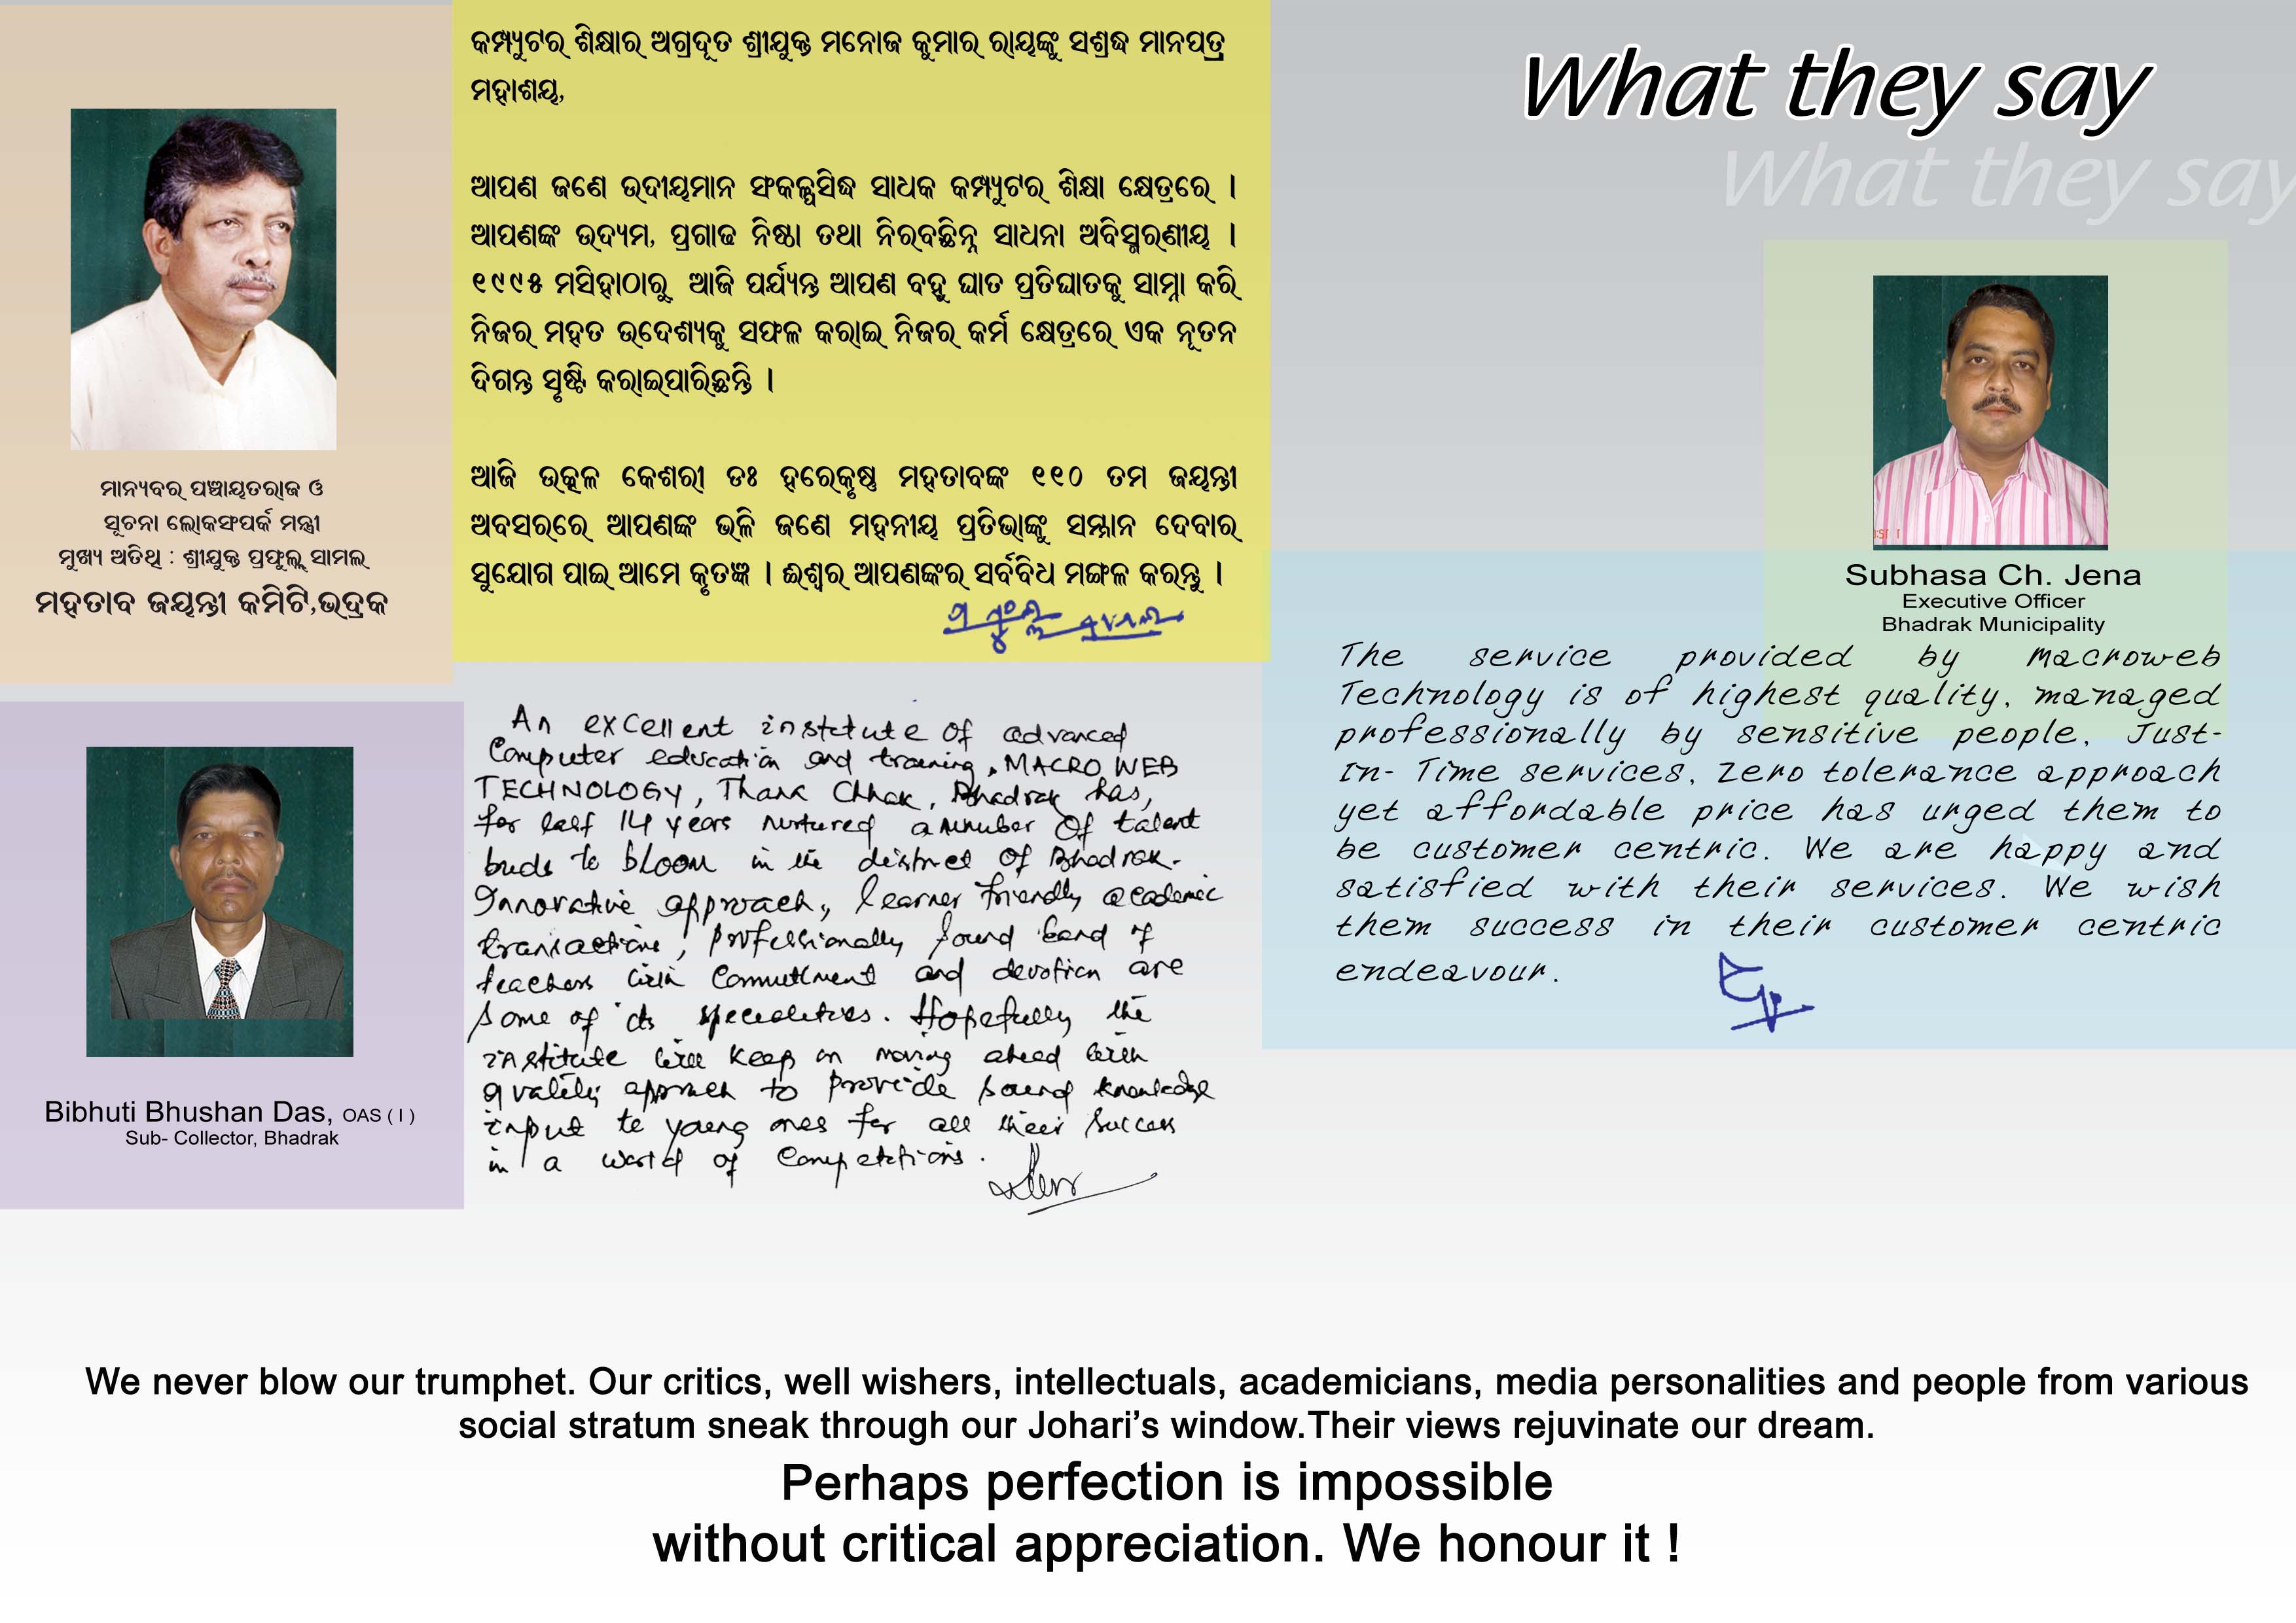 What they say
What they say
ମାନ୍ୟବର ପଞ୍ଚାୟତରାଜ ଓ
ସୂଚନା ଲୋକସଂପର୍କ ମନ୍ତ୍ରୀ
ମୁଖ୍ୟ ଅତିଥି : ଶ୍ରୀଯୁକ୍ତ ପ୍ରଫୁଲ୍ଲ ସାମଲ
ମହତାବ ଜୟନ୍ତୀ କମିଟି,ଭଦ୍ରକ
କମ୍ପ୍ୟୁଟର ଶିକ୍ଷାର ଅଗ୍ରଦୂତ ଶ୍ରୀଯୁକ୍ତ ମନୋଜ କୁମାର ରାୟଙ୍କୁ ସଶ୍ରଦ୍ଧ ମାନପତ୍ର
ମହାଶୟ,
ଆପଣ ଜଣେ ଉଦୀୟମାନ ସଂକଳ୍ପସିଦ୍ଧ ସାଧକ କମ୍ପ୍ୟୁଟର ଶିକ୍ଷା କ୍ଷେତ୍ରରେ ।
ଆପଣଙ୍କ ଉଦ୍ୟମ, ପ୍ରଗାଢ ନିଷ୍ଠା ତଥା ନିରବଛିନ୍ନ ସାଧନା ଅବିସ୍ମରଣୀୟ ।
୧୯୯୫ ମସିହାଠାରୁ ଆଜି ପର୍ଯ୍ୟନ୍ତ ଆପଣ ବହୁ ଘାତ ପ୍ରତିଘାତକୁ ସାମ୍ନା କରି
ନିଜର ମହତ ଉଦେଶ୍ୟକୁ ସଫଳ କରାଇ ନିଜର କର୍ମ କ୍ଷେତ୍ରରେ ଏକ ନୂତନ
ଦିଗନ୍ତ ସୃଷ୍ଟି କରାଇପାରିଛନ୍ତି ।
ଆଜି ଉତ୍କଳ କେଶରୀ ଡଃ ହରେକୃଷ୍ଣ ମହତାବଙ୍କ ୧୧୦ ତମ ଜୟନ୍ତୀ
ଅବସରରେ ଆପଣଙ୍କ ଭଳି ଜଣେ ମହନୀୟ ପ୍ରତିଭାଙ୍କୁ ସମ୍ମାନ ଦେବାର
ସୁଯୋଗ ପାଇ ଆମେ କୃତଜ୍ଞ । ଈଶ୍ୱର ଆପଣଙ୍କର ସର୍ବବିଧ ମଙ୍ଗଳ କରନ୍ତୁ ।
ପ୍ରଫୁଲ୍ଲ ସାମଲ
Bibhuti Bhushan Das, OAS ( I )
Sub- Collector, Bhadrak
An excellent institute of advanced
Computer education and training, MACRO WEB
TECHNOLOGY, Thana Chhak, Bhadrak has,
for last 14 years nurtured a number of talent
buds to bloom in the district of Bhadrak.
Innovative approach, learner friendly academic
transactions, professionally sound band of
teachers with commitment and devotion are
some of its specialities. Hopefully the
institute will keep on moving ahead with
quality approach to provide sound knowledge
input to young ones for all their success
in a world of competitions.
Subhasa Ch. Jena
Executive Officer
Bhadrak Municipality
The service provided by Macroweb
Technology is of highest quality, managed
professionally by sensitive people. Just-
In- Time services, Zero tolerance approach
yet affordable price has urged them to
be customer centric. We are happy and
satisfied with their services. We wish
them success in their customer centric
endeavour.
We never blow our trumphet. Our critics, well wishers, intellectuals, academicians, media personalities and people from various
social stratum sneak through our Johari’s window.Their views rejuvinate our dream.
Perhaps perfection is impossible
without critical appreciation. We honour it !